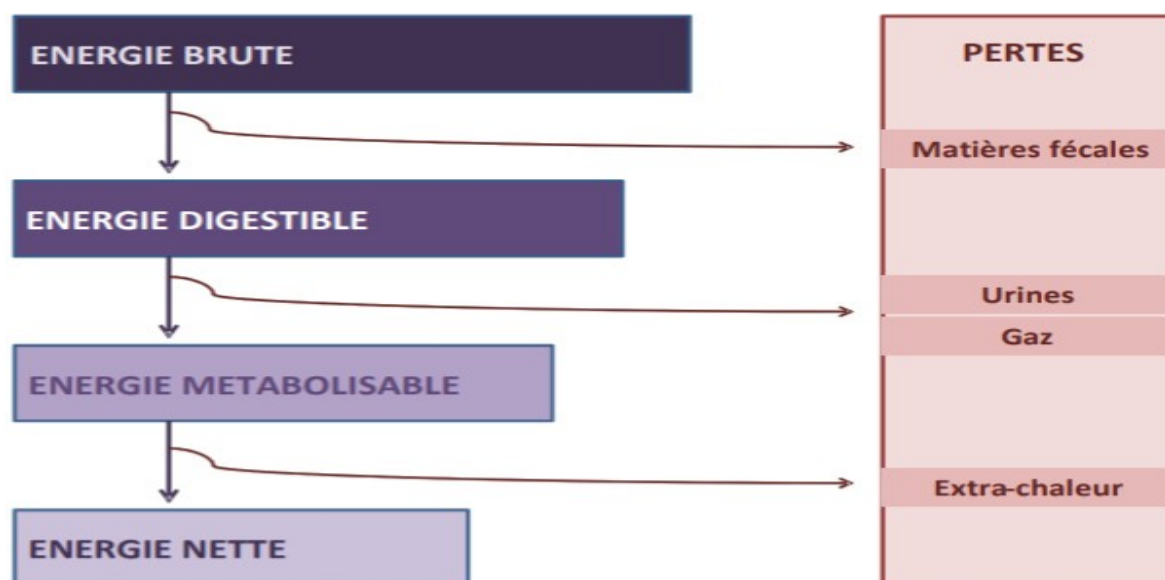 ENERGIE BRUTE
PERTES
Matières fécales
ENERGIE DIGESTIBLE
Urines
Gaz
ENERGIE METABOLISABLE
Extra-chaleur
ENERGIE NETTE